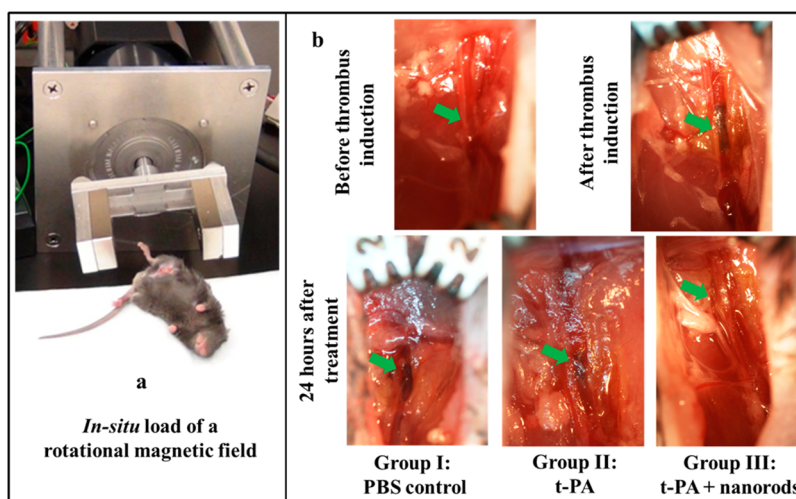 a
In-situ load of a
rotational magnetic field
b
Before thrombus
induction
After thrombus
induction
24 hours after
treatment
Group I:
PBS control
Group II:
t-PA
Group III:
t-PA + nanorods